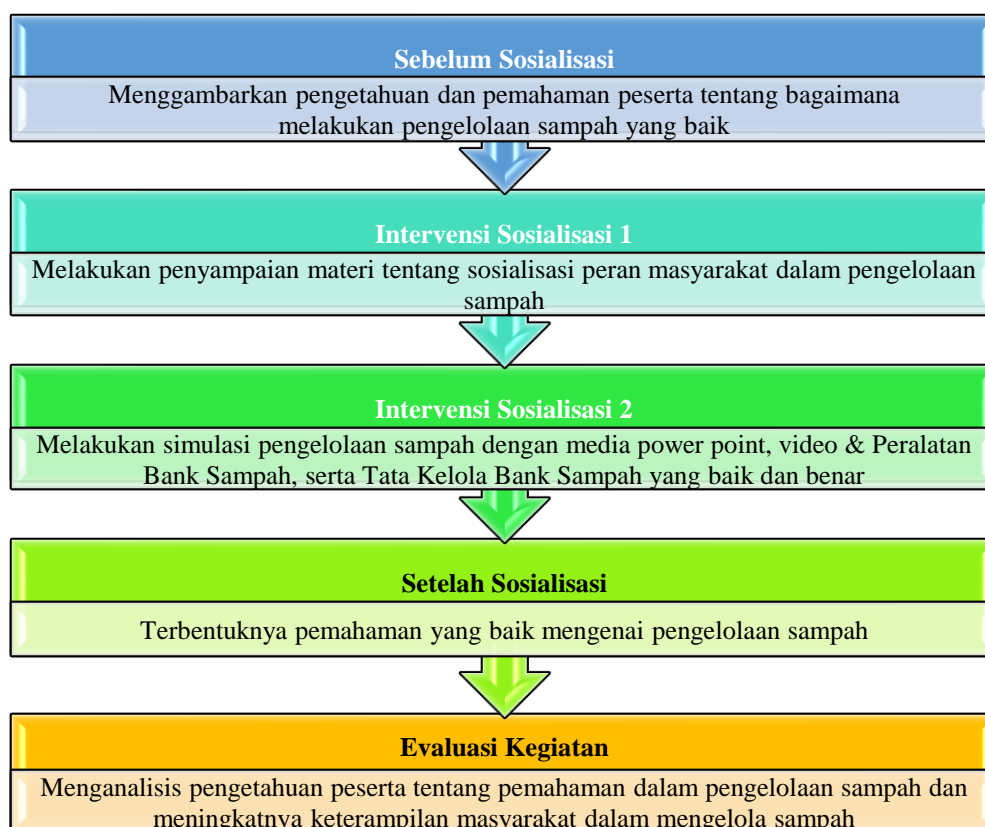 Sebelum Sosialisasi
Menggambarkan pengetahuan dan pemahaman peserta tentang bagaimana
melakukan pengelolaan sampah yang baik
Intervensi Sosialisasi 1
Melakukan penyampaian materi tentang sosialisasi peran masyarakat dalam pengelolaan
sampah
Intervensi Sosialisasi 2
Melakukan simulasi pengelolaan sampah dengan media power point, video & Peralatan
Bank Sampah, serta Tata Kelola Bank Sampah yang baik dan benar
Setelah Sosialisasi
Terbentuknya pemahaman yang baik mengenai pengelolaan sampah
Evaluasi Kegiatan
Menganalisis pengetahuan peserta tentang pemahaman dalam pengelolaan sampah dan
meningkatnya keterampilan masyarakat dalam mengelola sampah